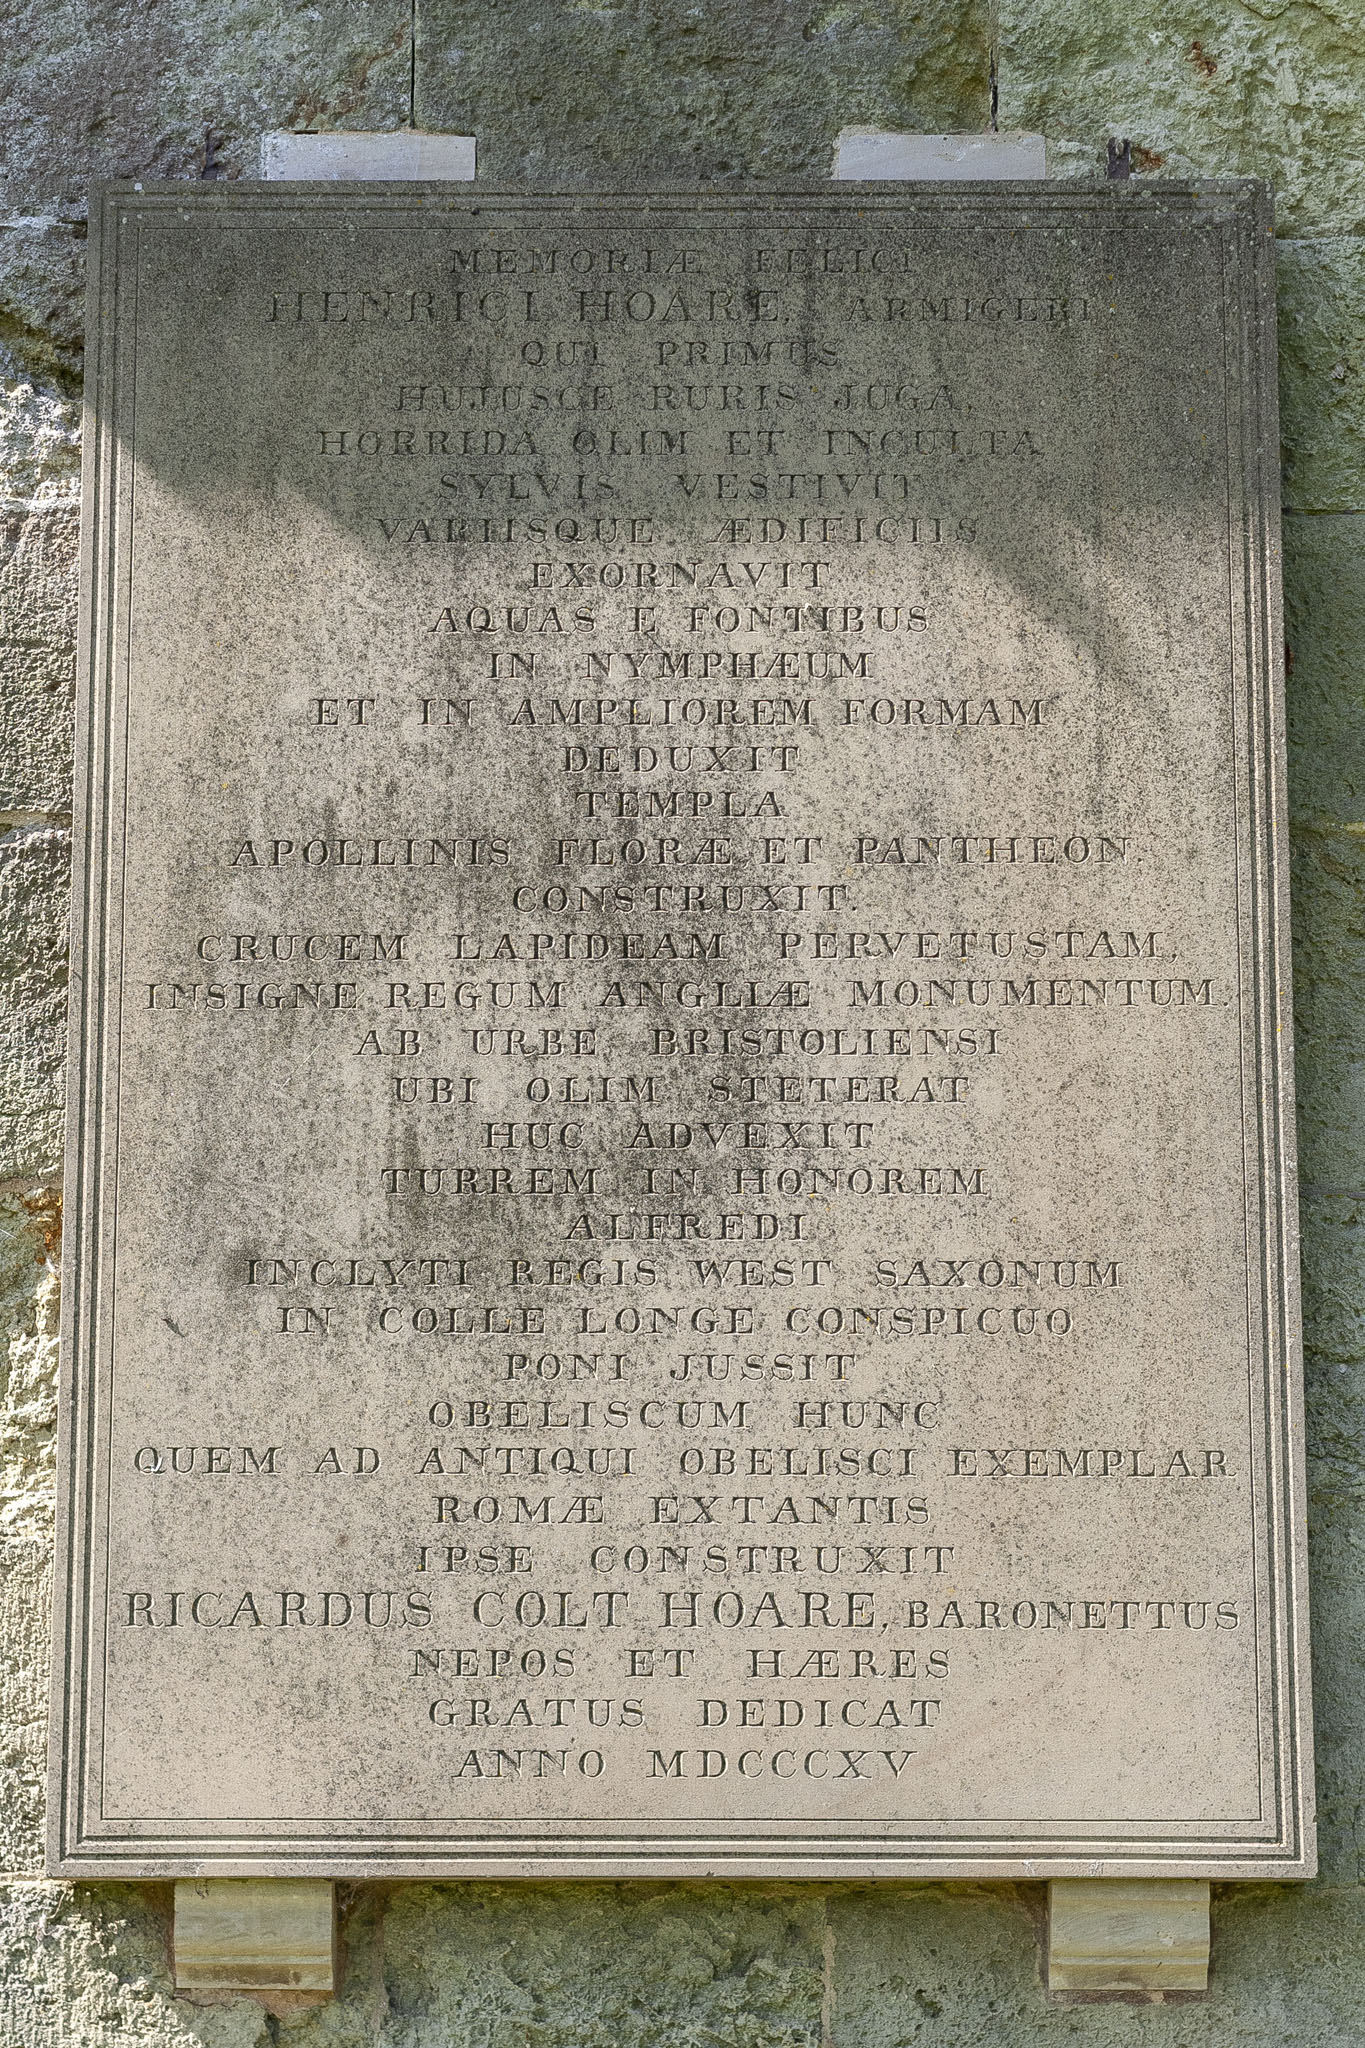 MEMORIÆ FELICI
HENRICI HOARE, ARMIGERI
QUI PRIMUS
HUJUSCE RURIS JUGA,
HORRIDA OLIM ET INCULTA
SYLVIS VESTIVIT
VARIISQUE ÆDIFICIIS
EXORNAVIT
AQUAS E FONTIBUS
IN NYMPHÆUM
ET IN AMPLIOREM FORMAM
DEDUXIT
TEMPLA
APOLLINIS FLORÆ, ET PANTHEON.
CONSTRUXIT.
CRUCEM LAPIDEAM PERVETUSTAM,
INSIGNE REGUM ANGLIÆ MONUMENTUM.
AB URBE BRISTOLIENSI
UBI OLIM STETERAT
HUC ADVEXIT
TURREM IN HONOREM
ALFREDI
INCLYTI REGIS WEST SAXONUM
IN COLLE LONGE CONSPICUO
PONI JUSSIT
OBELISCUM HUNC
QUEM AD ANTIQUI OBELISCI EXEMPLAR
ROMÆ EXTANTIS
IPSE CONSTRUXIT
RICARDUS COLT HOARE, BARONETTUS
NEPOS ET HÆRES
GRATUS DEDICAT
ANNO MDCCCXV